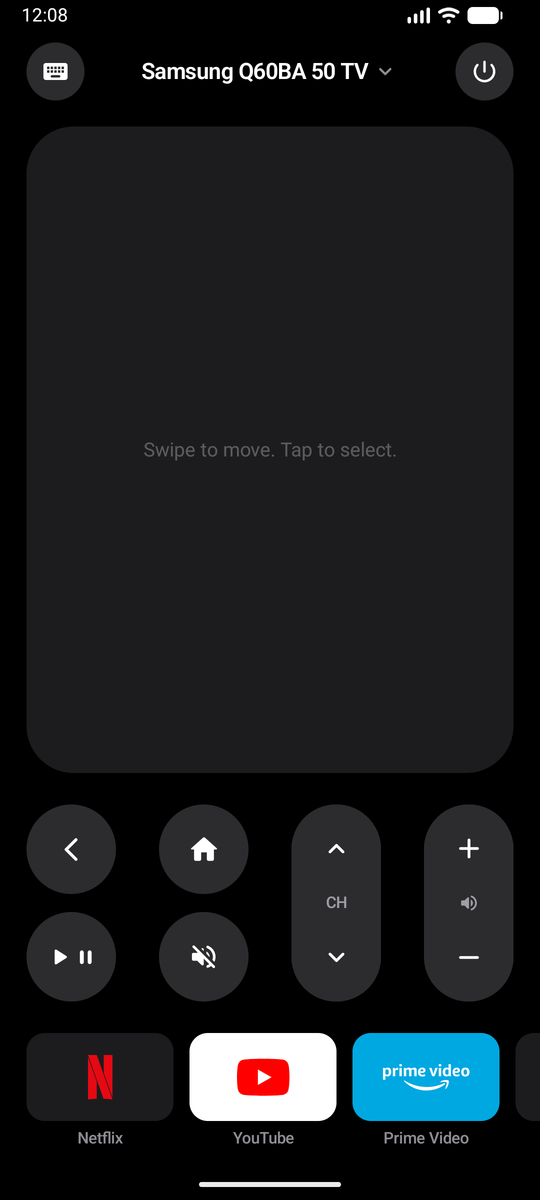 12:08
Samsung Q60BA 50 TV
Swipe to move. Tap to select.
CH
prime video
Netflix
YouTube
Prime Video